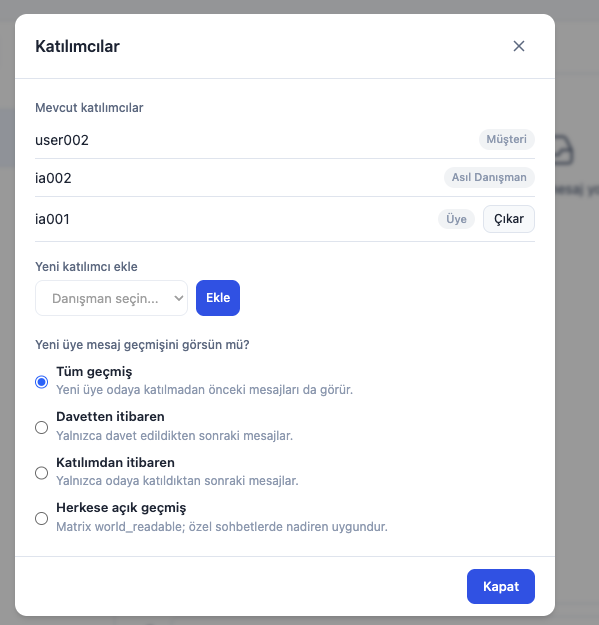 Katılımcılar
Mevcut katılımcılar
user002 Müşteri
ia002 Asıl Danışman
ia001 Üye Çıkar
Yeni katılımcı ekle
Danışman seçin... Ekle
Yeni üye mesaj geçmişini görsün mü?
Tüm geçmiş
Yeni üye odaya katılmadan önceki mesajları da görür.
Davetten itibaren
Yalnızca davet edildikten sonraki mesajlar.
Katılımdan itibaren
Yalnızca odaya katıldıktan sonraki mesajlar.
Herkese açık geçmiş
Matrix world_readable; özel sohbetlerde nadiren uygundur.
Kapat